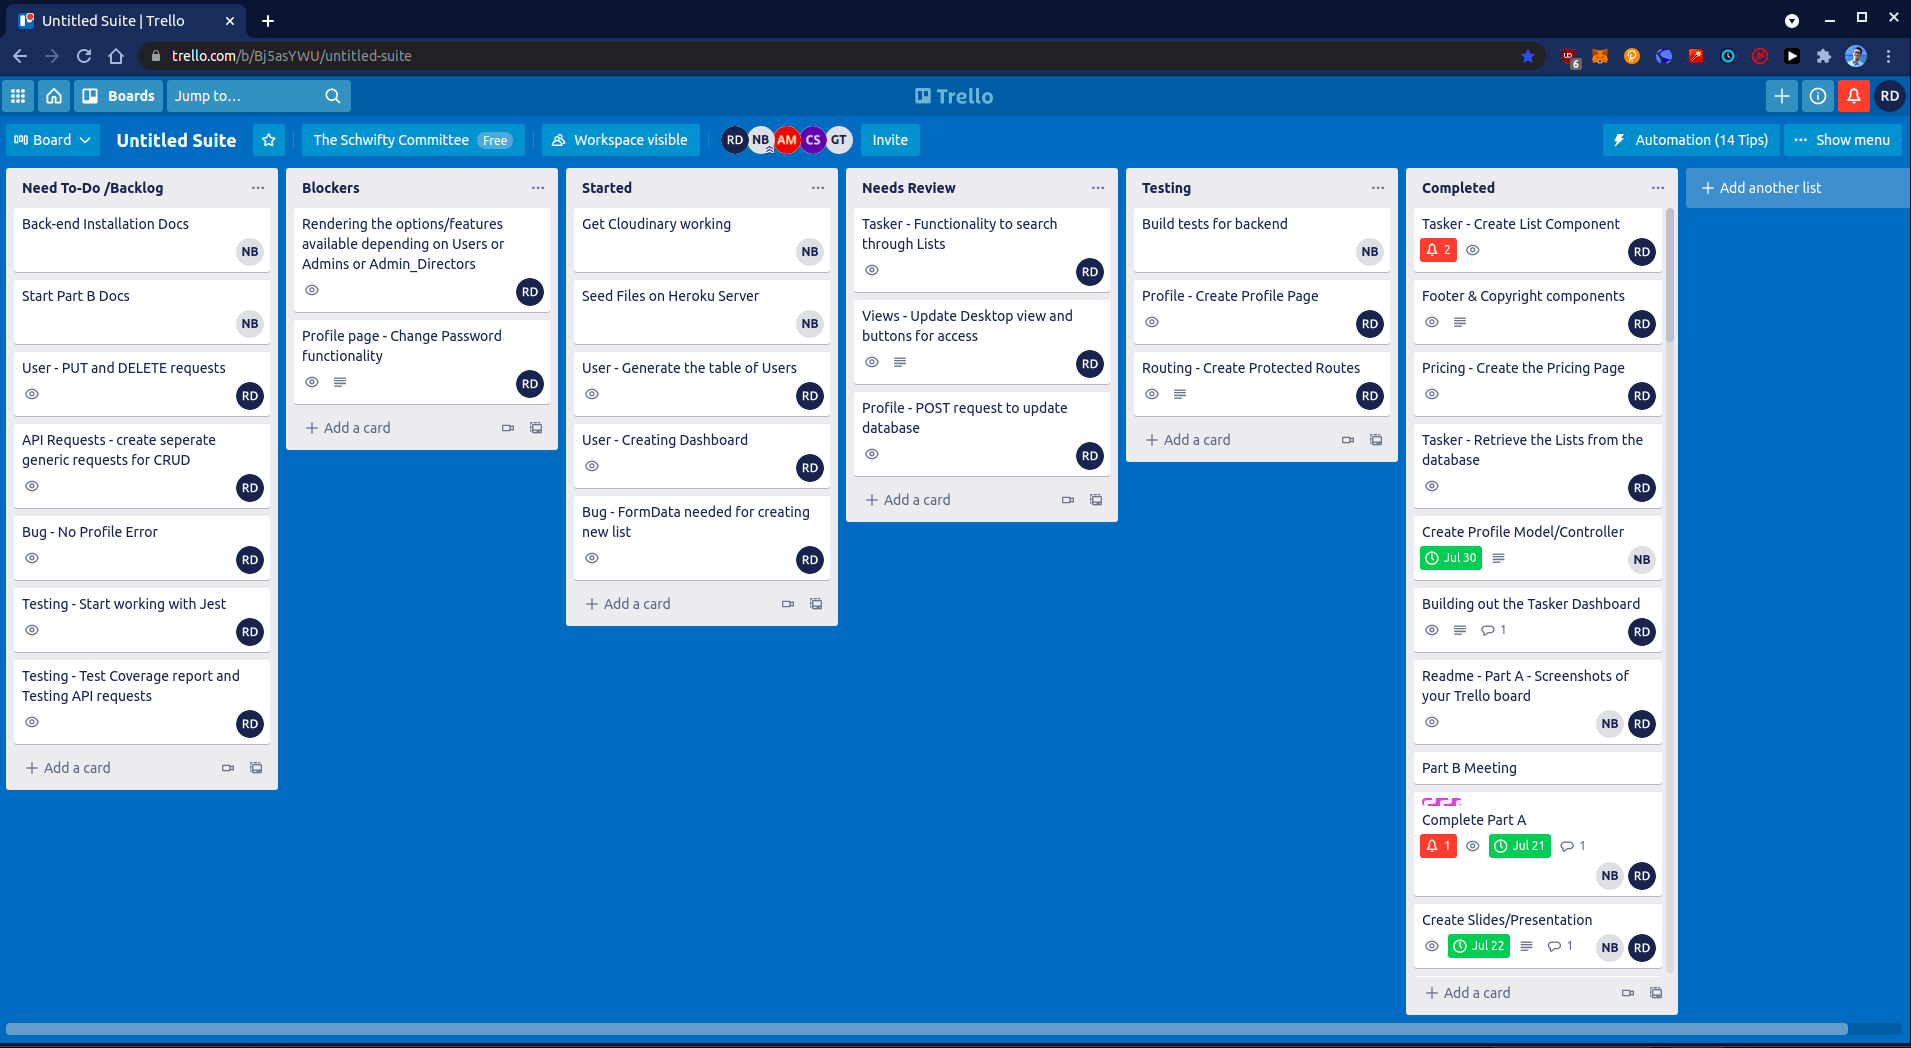 Untitled Suite | Trello
trello.com/b/Bj5asYWU/untitled-suite
6
Boards
Jump to...
Trello
RD
Board
Untitled Suite
The Schwifty Committee Free
Workspace visible
RD NB AM CS GT
Invite
Automation (14 Tips)
Show menu
Need To-Do /Backlog
Back-end Installation Docs
NB
Start Part B Docs
NB
User - PUT and DELETE requests
RD
API Requests - create seperate
generic requests for CRUD
RD
Bug - No Profile Error
RD
Testing - Start working with Jest
RD
Testing - Test Coverage report and
Testing API requests
RD
+ Add a card
Blockers
Rendering the options/features
available depending on Users or
Admins or Admin_Directors
RD
Profile page - Change Password
functionality
RD
+ Add a card
Started
Get Cloudinary working
NB
Seed Files on Heroku Server
NB
User - Generate the table of Users
RD
User - Creating Dashboard
RD
Bug - FormData needed for creating
new list
RD
+ Add a card
Needs Review
Tasker - Functionality to search
through Lists
RD
Views - Update Desktop view and
buttons for access
RD
Profile - POST request to update
database
RD
+ Add a card
Testing
Build tests for backend
NB
Profile - Create Profile Page
RD
Routing - Create Protected Routes
RD
+ Add a card
Completed
Tasker - Create List Component
2 RD
Footer & Copyright components
RD
Pricing - Create the Pricing Page
RD
Tasker - Retrieve the Lists from the
database
RD
Create Profile Model/Controller
Jul 30 NB
Building out the Tasker Dashboard
1 RD
Readme - Part A - Screenshots of
your Trello board
NB RD
Part B Meeting
Complete Part A
1 Jul 21 1
NB RD
Create Slides/Presentation
Jul 22 1 NB RD
+ Add a card
+ Add another list